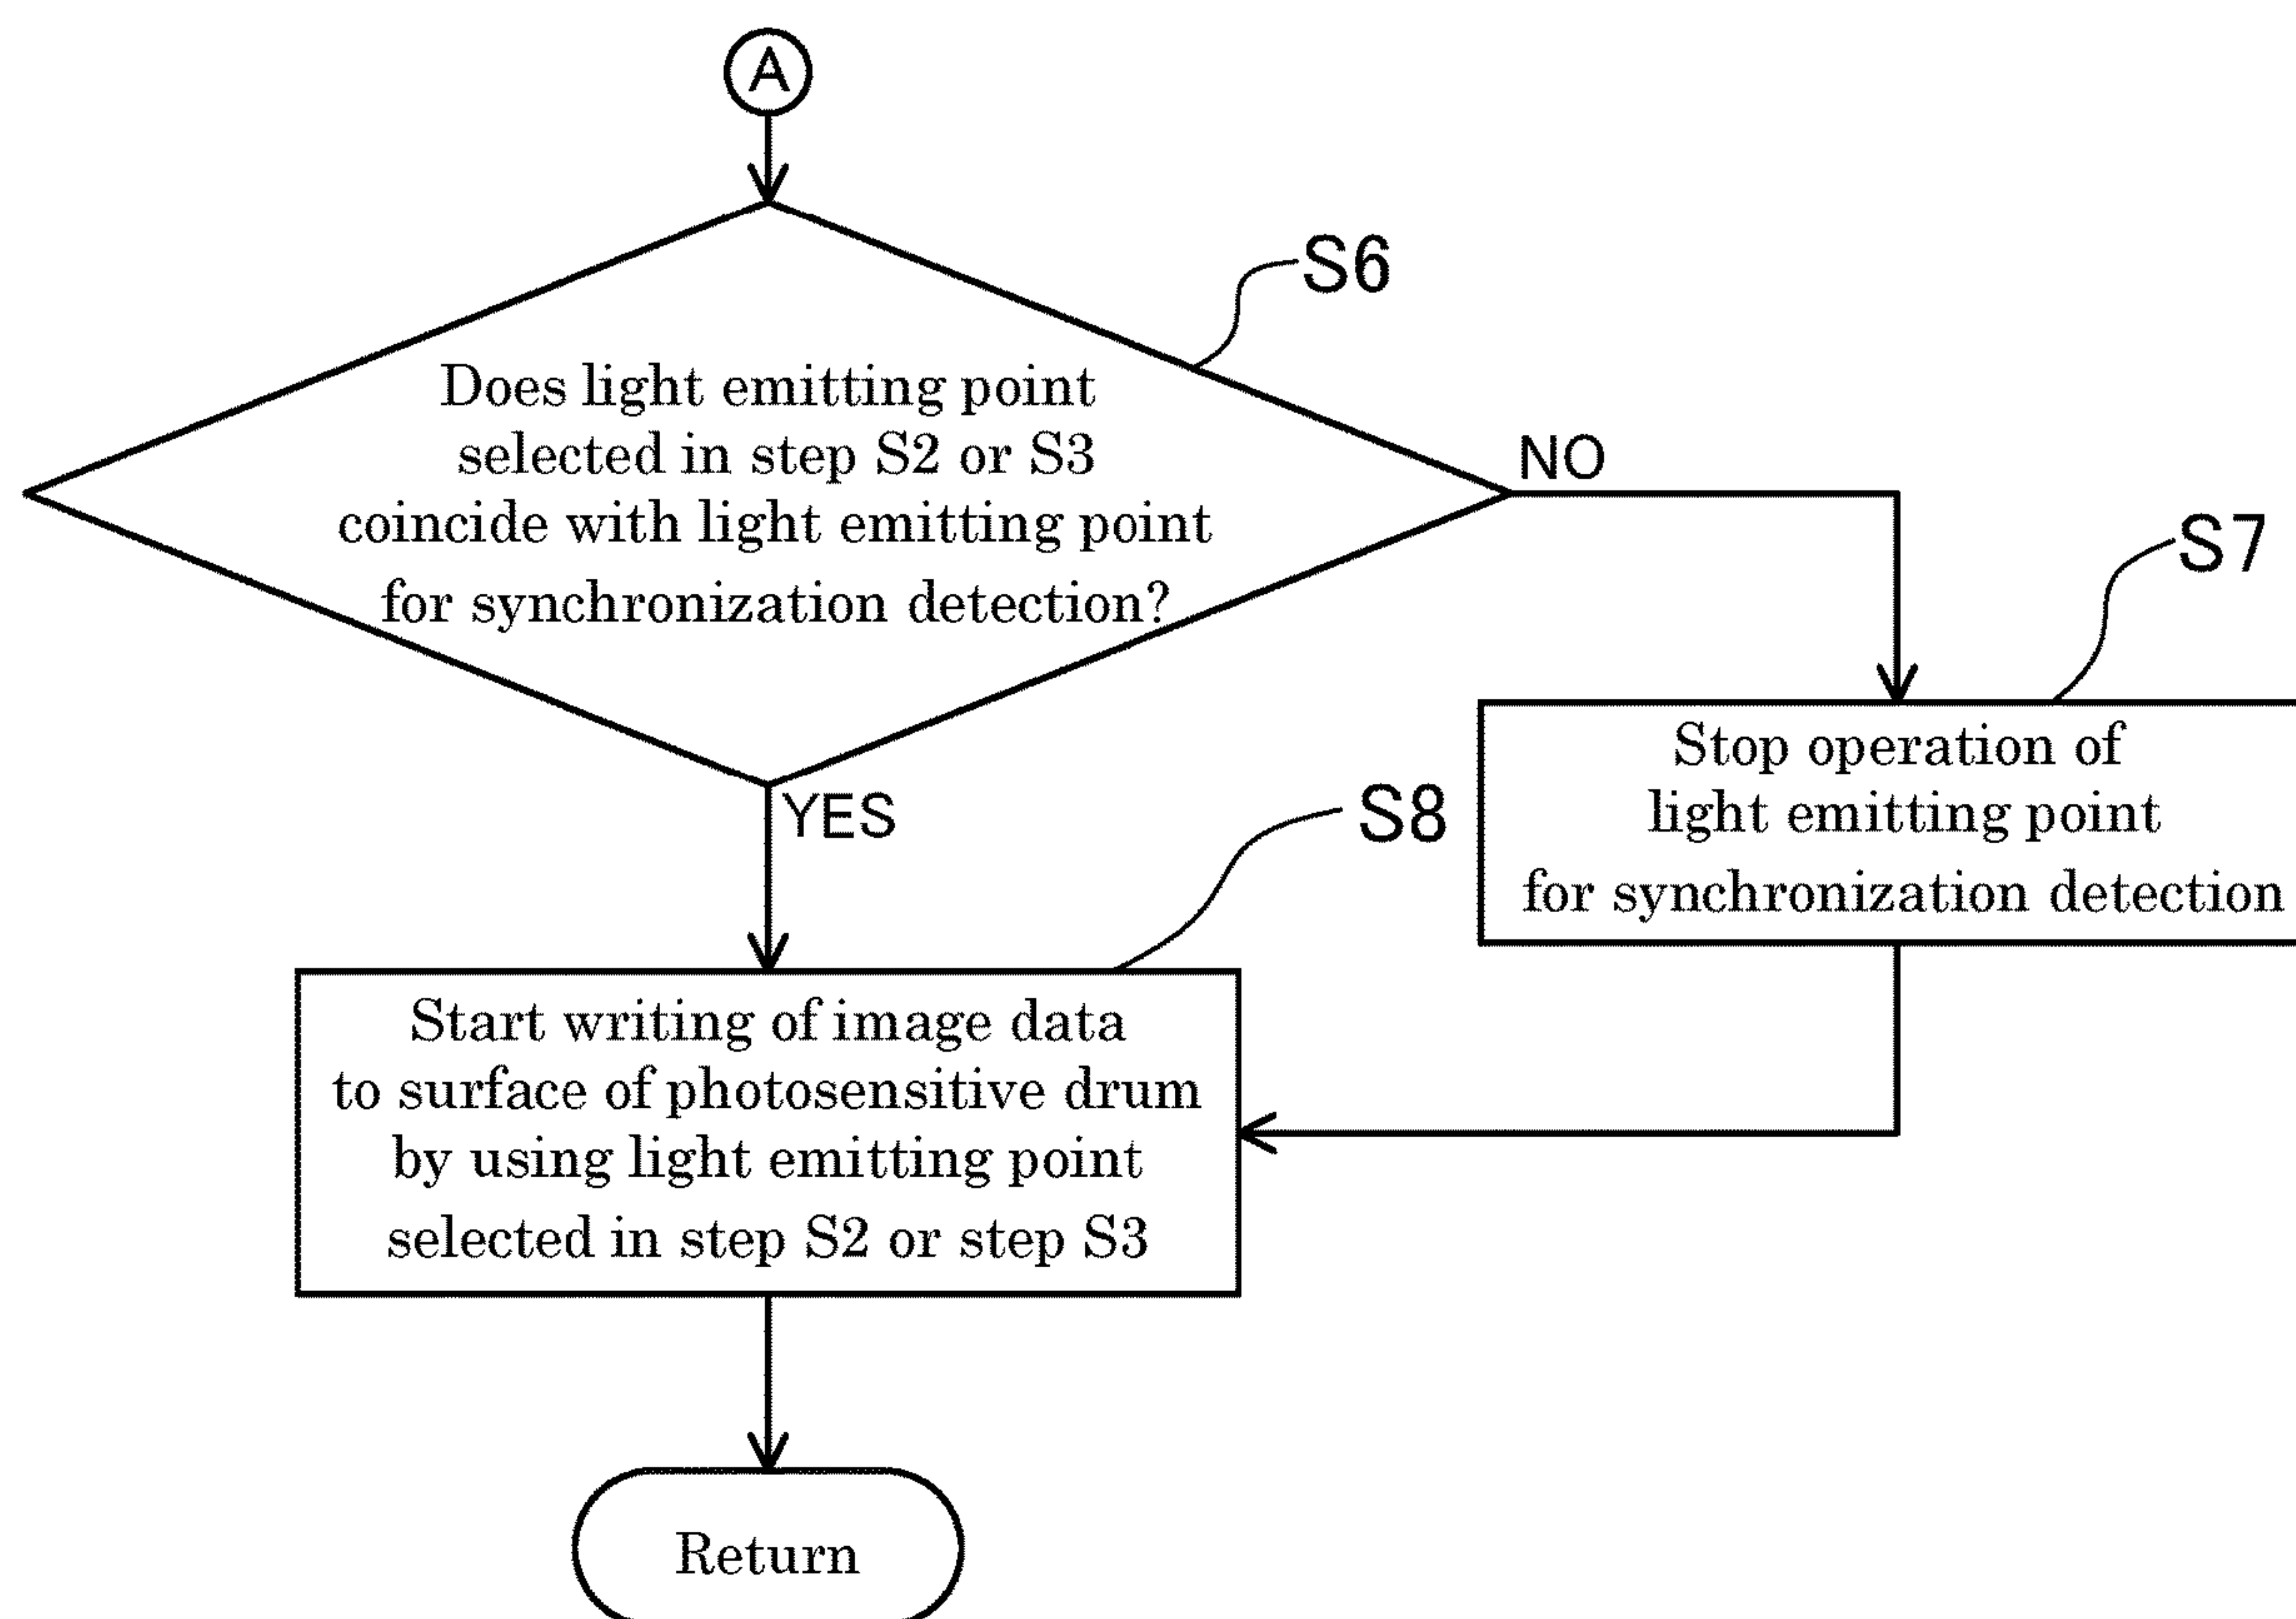 A
S6
Does light emitting point
selected in step S2 or S3
coincide with light emitting point
for synchronization detection?
NO
S7
Stop operation of
light emitting point
for synchronization detection
YES
S8
Start writing of image data
to surface of photosensitive drum
by using light emitting point
selected in step S2 or step S3
Return